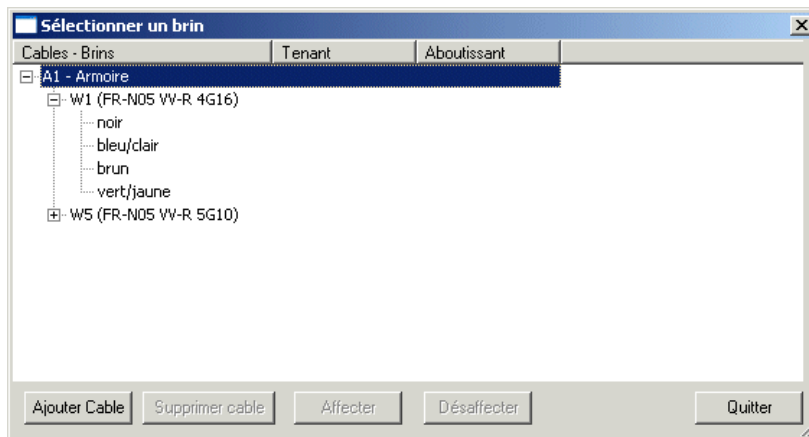 Sélectionner un brin
Cables - Brins Tenant Aboutissant
A1 - Armoire
W1 (FR-N05 VV-R 4G16)
noir
bleu/clair
brun
vert/jaune
W5 (FR-N05 VV-R 5G10)
Ajouter Cable Supprimer cable Affecter Désaffecter Quitter